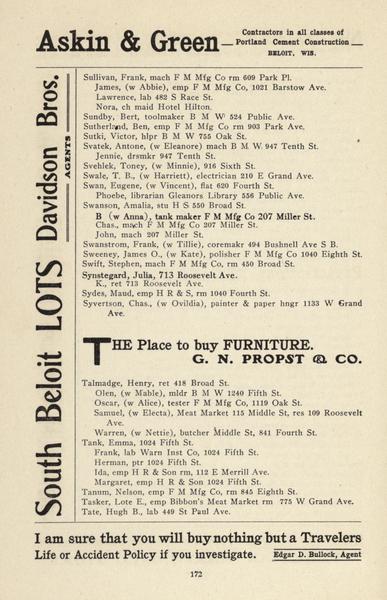 Askin & Green— Contractors in all classes of
—Portland Cement Construction—
BELOIT, WIS.
South Beloit LOTS Davidson Bros.
AGENTS
Sullivan, Frank, mach F M Mfg Co rm 609 Park Pl.
James, (w Abbie), emp F M Mfg Co, 1021 Barstow Ave.
Lawrence, lab 482 S Race St.
Nora, ch maid Hotel Hilton.
Sundby, Bert, toolmaker B M W 524 Public Ave.
Sutherland, Ben, emp F M Mfg Co rm 903 Park Ave.
Sutki, Victor, hlpr B M W 755 Oak St.
Svatek, Antone, (w Eleanore) mach B M W 947 Tenth St.
Jennie, drsmkr 947 Tenth St.
Svehlek, Toney, (w Minnie), 916 Sixth St.
Swale, T. B., (w Harriett), electrician 210 E Grand Ave.
Swan, Eugene, (w Vincent), flat 620 Fourth St.
Phoebe, librarian Gleanors Library 556 Public Ave.
Swanson, Amalia, stu H S 550 Broad St.
B (w Anna), tank maker F M Mfg Co 207 Miller St.
Chas., mach F M Mfg Co 207 Miller St.
John, mach 207 Miller St.
Swanstrom, Frank, (w Tillie), coremakr 494 Bushnell Ave S B.
Sweeney, James O., (w Kate), polisher F M Mfg Co 1040 Eighth St.
Swift, Stephen, mach F M Mfg Co, rm 450 Broad St.
Synstegard, Julia, 713 Roosevelt Ave.
K., ret 713 Roosevelt Ave.
Sydes, Maud, emp H R & S, rm 1040 Fourth St.
Syvertson, Chas., (w Ovildia), painter & paper hngr 1133 W Grand
Ave.
THE Place to buy FURNITURE.
G. N. PROPST & CO.
Talmadge, Henry, ret 418 Broad St.
Olen, (w Mable), mldr B M W 1240 Fifth St.
Oscar, (w Alice), tester F M Mfg Co, 1119 Oak St.
Samuel, (w Electa), Meat Market 115 Middle St, res 109 Roosevelt
Ave.
Warren, (w Nettie), butcher Middle St, 841 Fourth St.
Tank, Emma, 1024 Fifth St.
Frank, lab Warn Inst Co, 1024 Fifth St.
Herman, ptr 1024 Fifth St.
Ida, emp H R & Son rm, 112 E Merrill Ave.
Margaret, emp H R & Son 1024 Fifth St.
Tanum, Nelson, emp F M Mfg Co, rm 845 Eighth St.
Tasker, Lote E., emp Bibbon's Meat Market rm 775 W Grand Ave.
Tate, Hugh B., lab 449 St Paul Ave.
I am sure that you will buy nothing but a Travelers
Life or Accident Policy if you investigate. Edgar D. Bullock, Agent
172